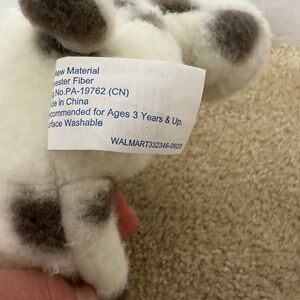 New Material
ester Fiber
.No.PA-19762 (CN)
de in China
commended for Ages 3 Years & Up.
rface Washable
WALMART332346-0923